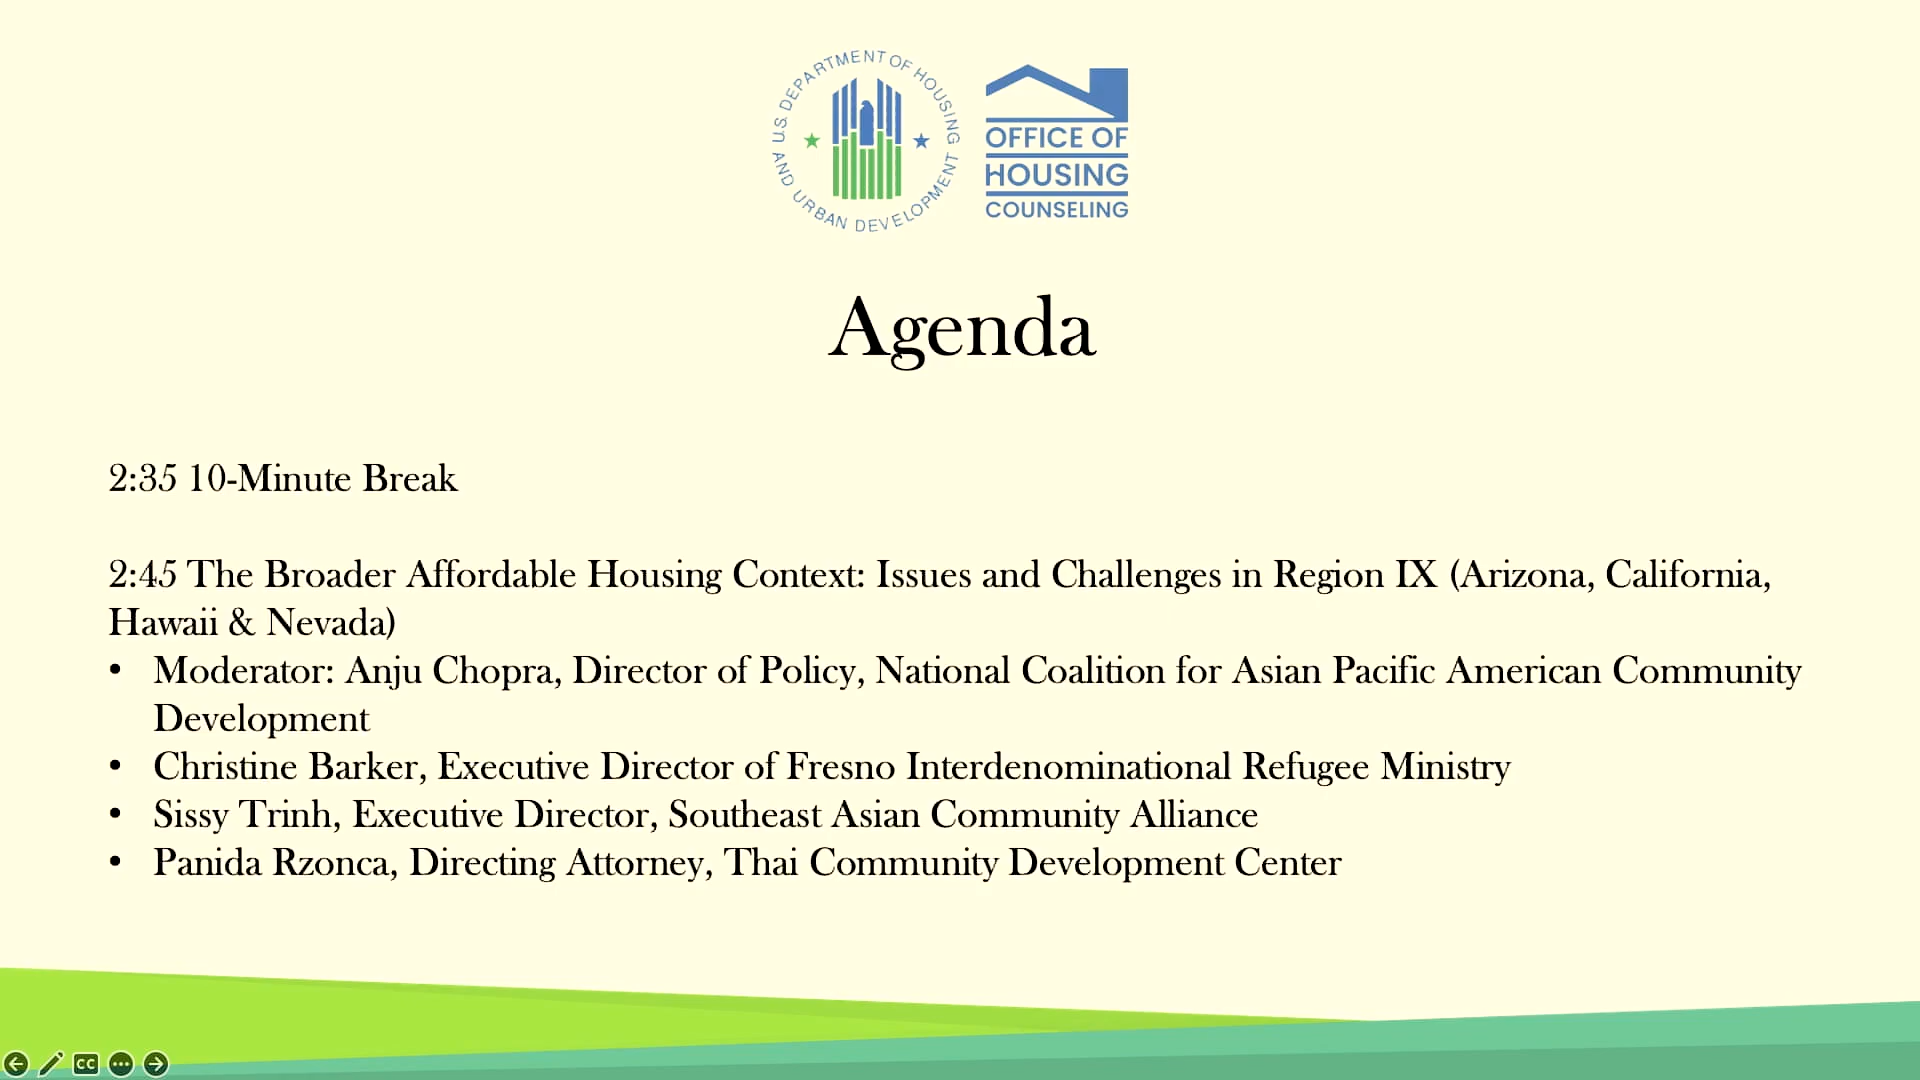 U.S. DEPARTMENT OF HOUSING
AND URBAN DEVELOPMENT
OFFICE OF
HOUSING
COUNSELING
Agenda
2:35 10-Minute Break
2:45 The Broader Affordable Housing Context: Issues and Challenges in Region IX (Arizona, California,
Hawaii & Nevada)
• Moderator: Anju Chopra, Director of Policy, National Coalition for Asian Pacific American Community
Development
• Christine Barker, Executive Director of Fresno Interdenominational Refugee Ministry
• Sissy Trinh, Executive Director, Southeast Asian Community Alliance
• Panida Rzonca, Directing Attorney, Thai Community Development Center
CC